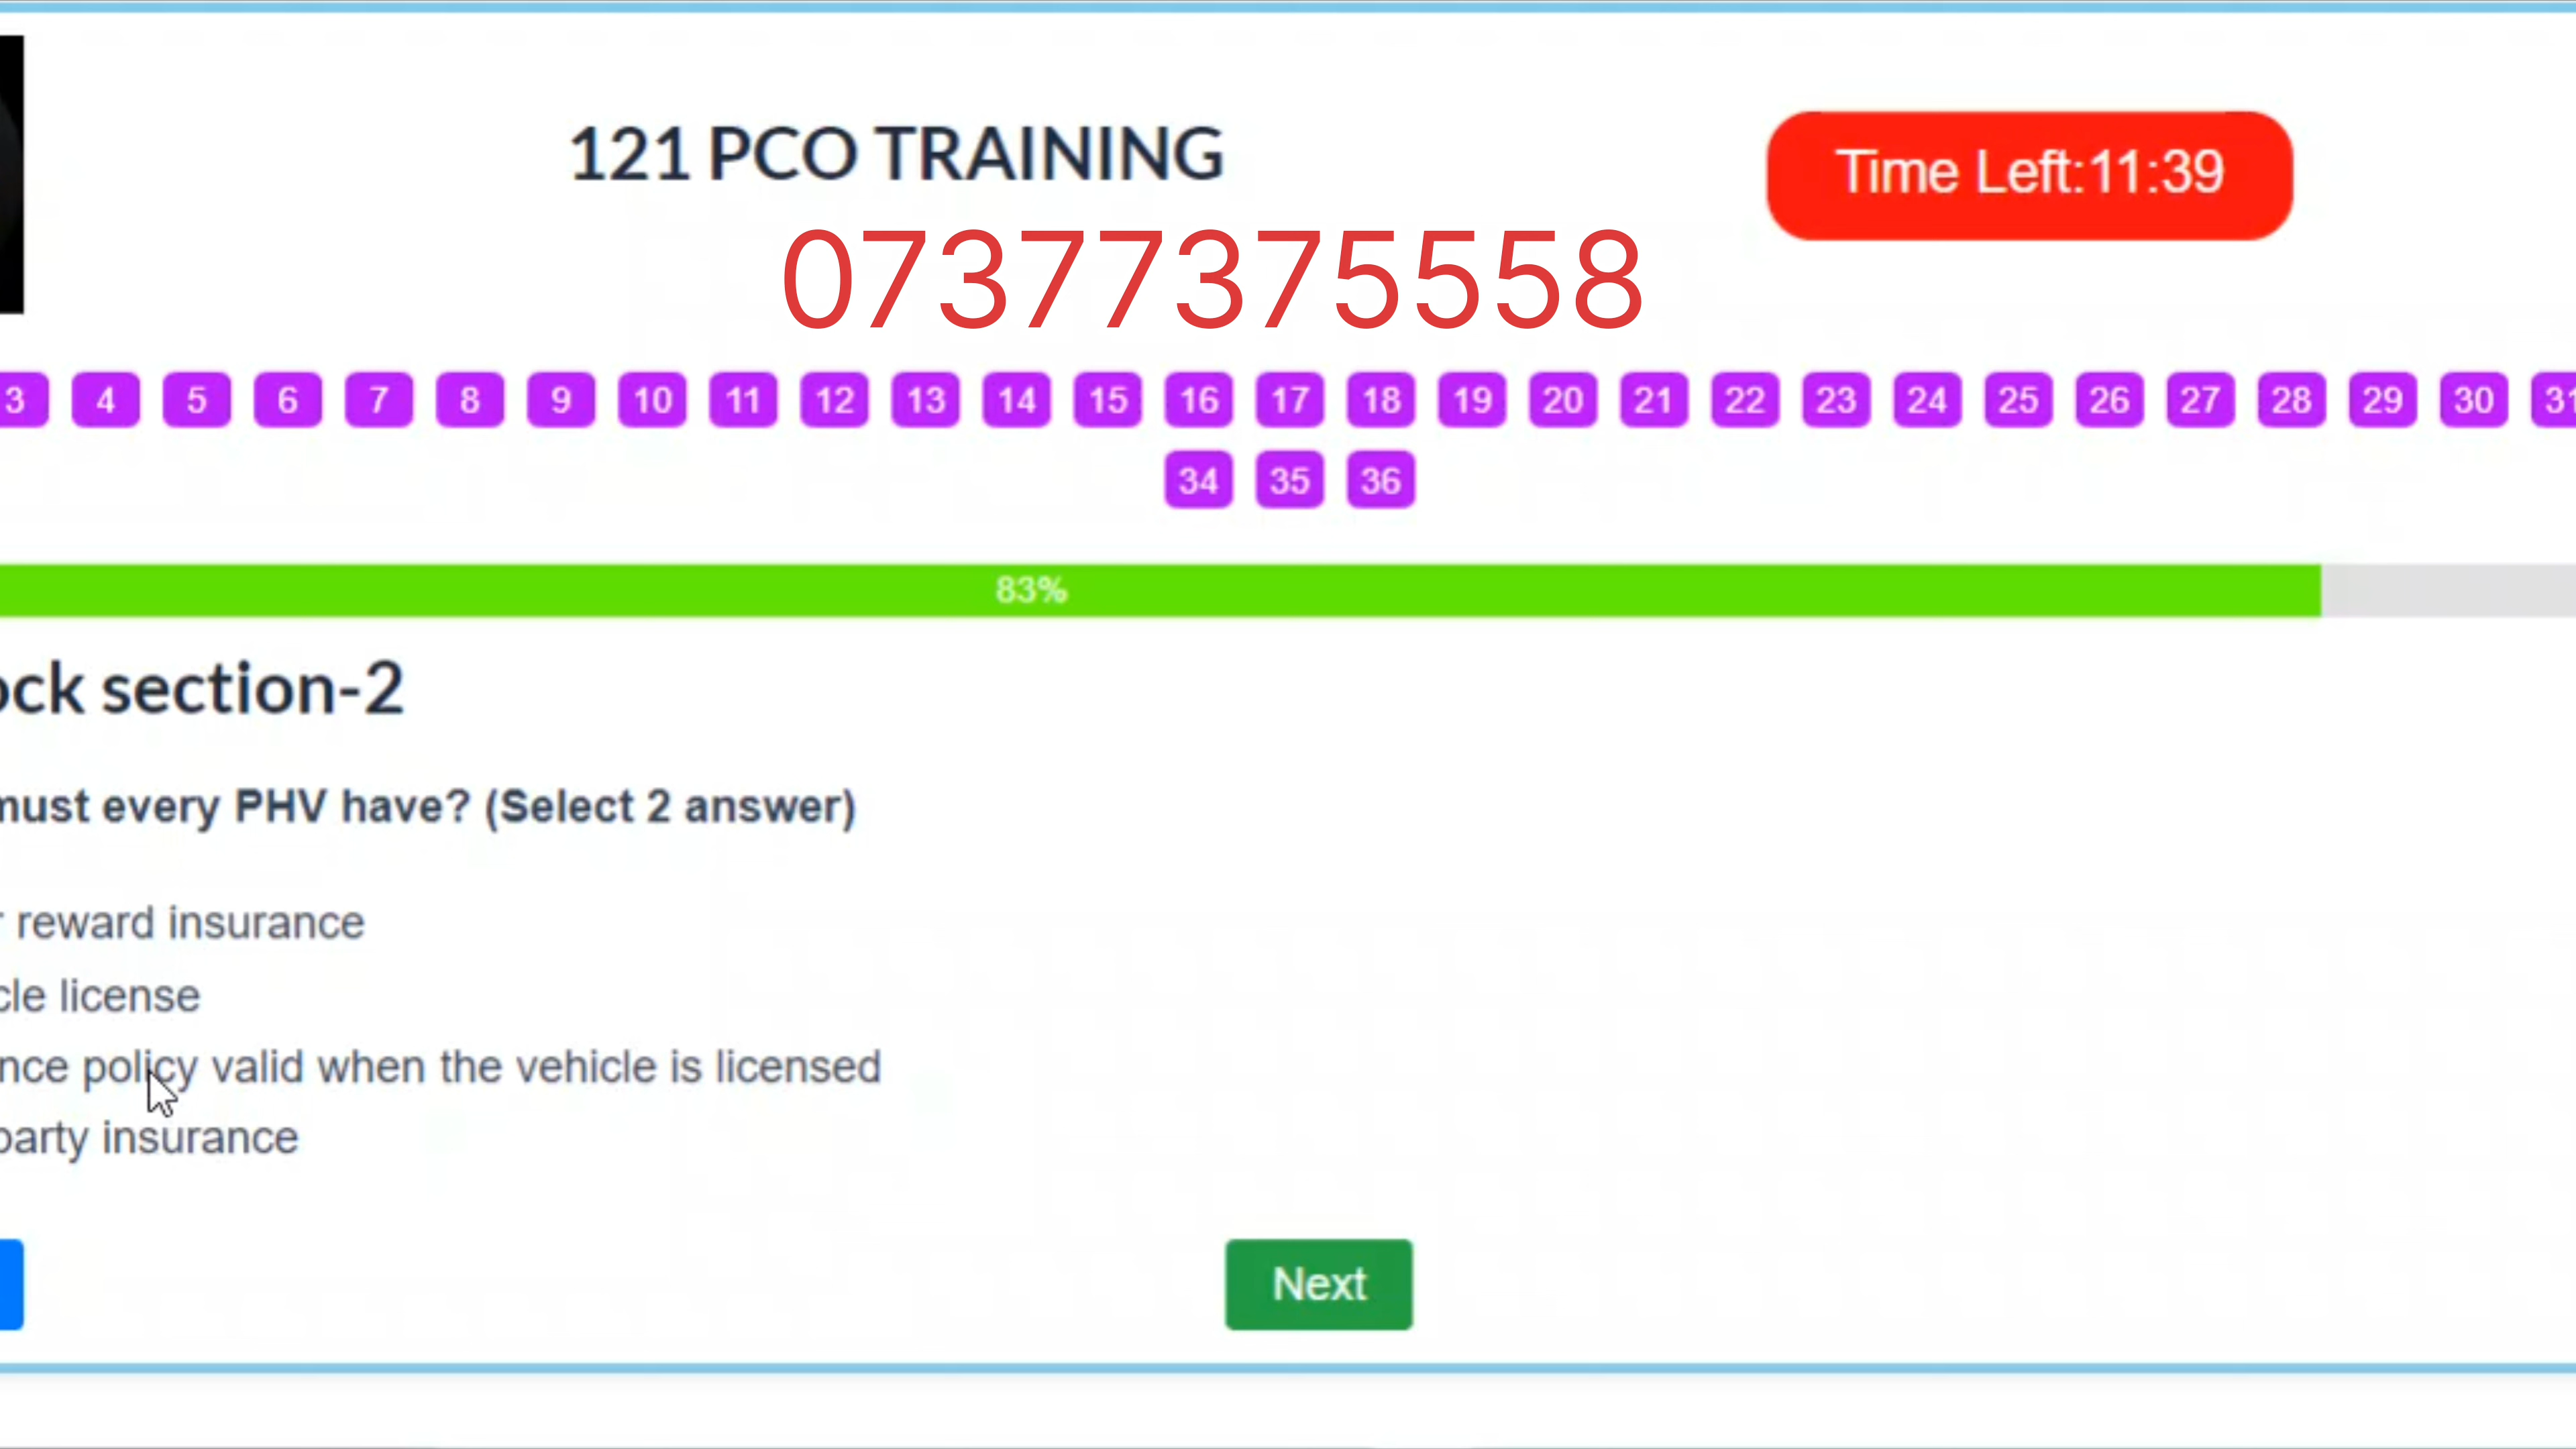 121 PCO TRAINING
Time Left:11:39
07377375558
3 4 5 6 7 8 9 10 11 12 13 14 15 16 17 18 19 20 21 22 23 24 25 26 27 28 29 30 31
34 35 36
83%
ock section-2
must every PHV have? (Select 2 answer)
r reward insurance
cle license
nce policy valid when the vehicle is licensed
party insurance
Next